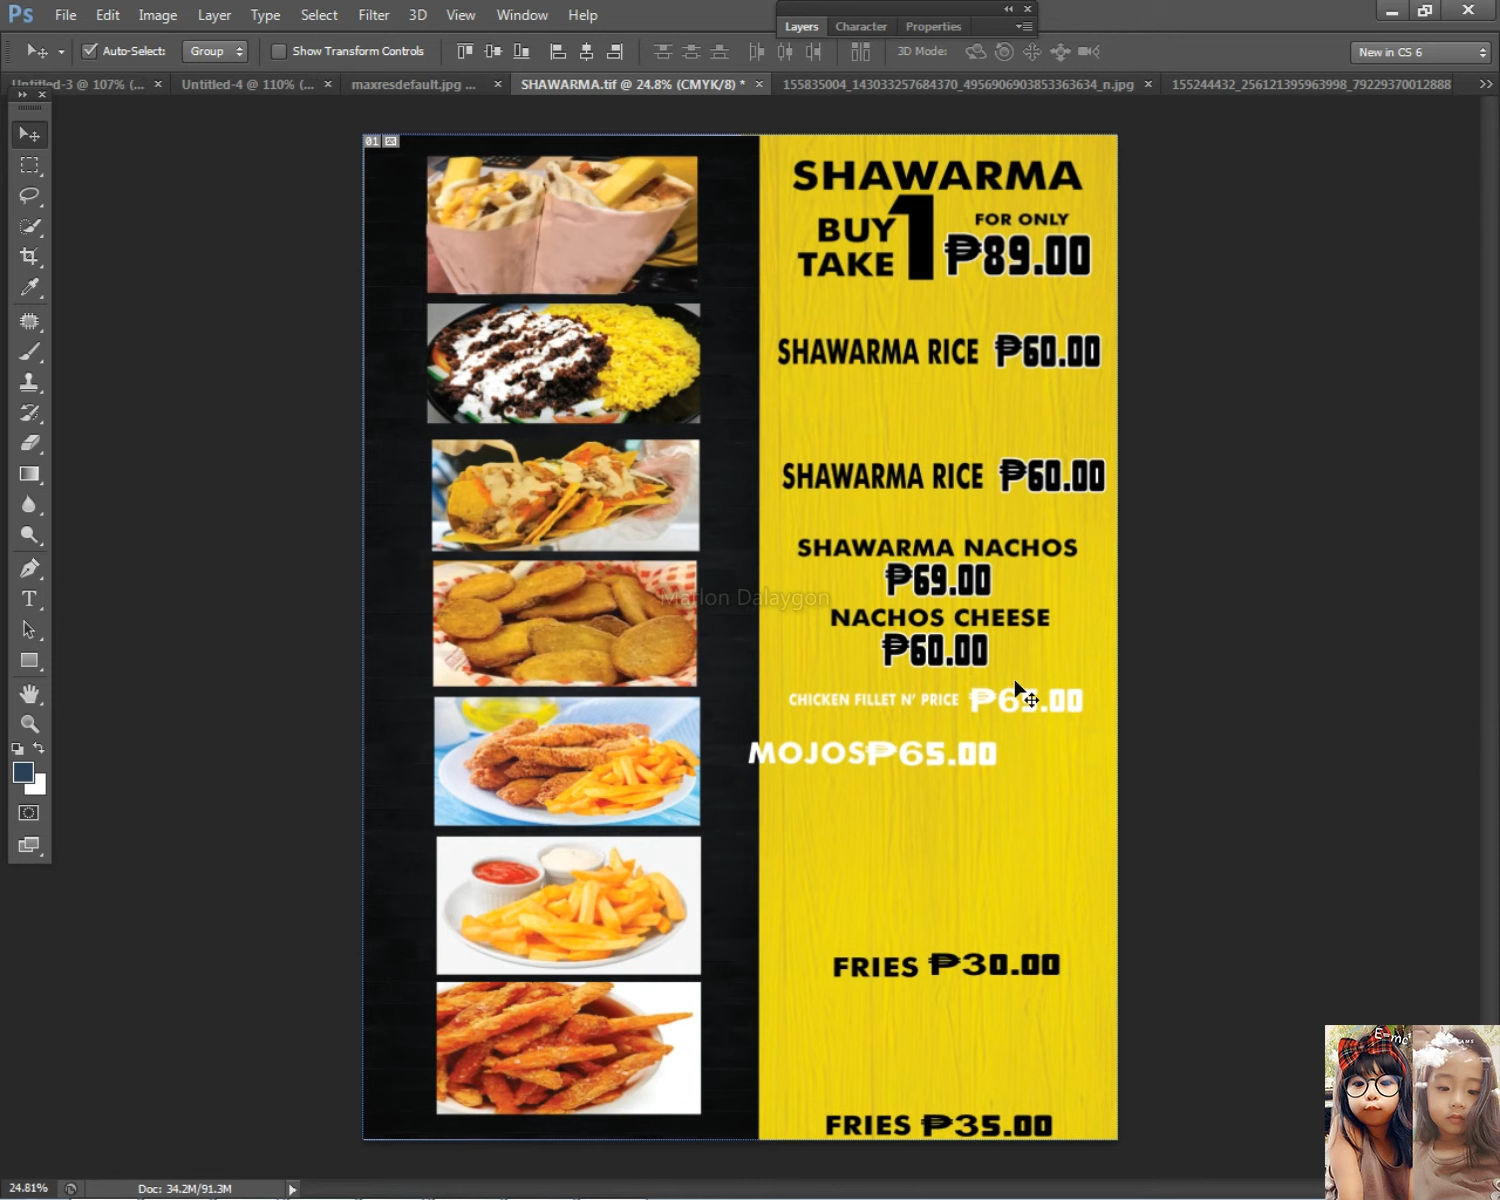 Ps File Edit Image Layer Type Select Filter 3D View Window Help
Layers Character Properties
Auto-Select: Group Show Transform Controls 3D Mode: New in CS 6
Untitled-3 @ 107% (... × Untitled-4 @ 110% (... × maxresdefault.jpg ... × SHAWARMA.tif @ 24.8% (CMYK/8) * × 155835004_143033257684370_4956906903853363634_n.jpg × 155244432_256121395963998_79229370012888
01
SHAWARMA
BUY
TAKE
1
FOR ONLY
₱89.00
SHAWARMA RICE ₱60.00
SHAWARMA RICE ₱60.00
SHAWARMA NACHOS
₱69.00
Marlon Dalaygon
NACHOS CHEESE
₱60.00
CHICKEN FILLET N' PRICE ₱65.00
MOJOS₱65.00
FRIES ₱30.00
FRIES ₱35.00
E=mc²
24.81% Doc: 34.2M/91.3M